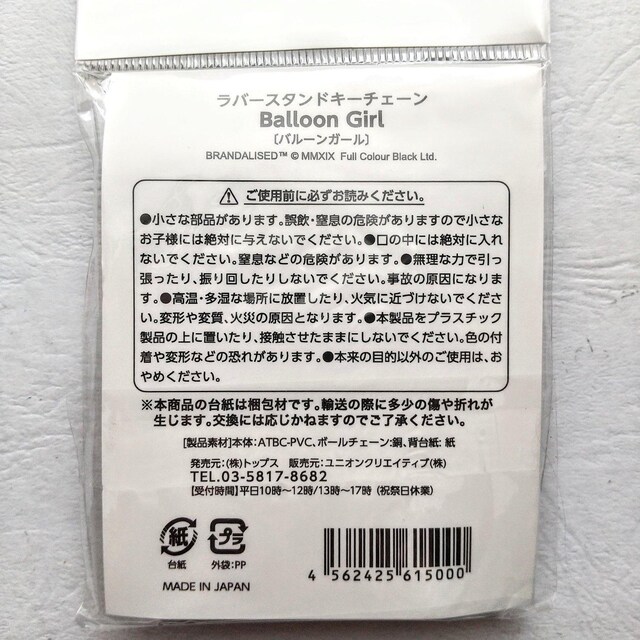 ラバースタンドキーチェーン
Balloon Girl
〔バルーンガール〕
BRANDALISED™ © MMXIX Full Colour Black Ltd.
⚠ ご使用前に必ずお読みください。
●小さな部品があります。誤飲・窒息の危険がありますので小さな
お子様には絶対に与えないでください。●口の中には絶対に入れ
ないでください。窒息などの危険があります。●無理な力で引っ
張ったり、振り回したりしないでください。事故の原因になりま
す。●高温・多湿な場所に放置したり、火気に近づけないでくだ
さい。変形や変質、火災の原因となります。●本製品をプラスチック
製品の上に置いたり、接触させたままにしないでください。色の付
着や変形などの恐れがあります。●本来の目的以外のご使用は、お
やめください。
※本商品の台紙は梱包材です。輸送の際に多少の傷や折れが
生じます。交換には応じかねますのでご了承ください。
[製品素材]本体：ATBC-PVC、ボールチェーン：銅、背台紙：紙
発売元：(株)トップス 販売元：ユニオンクリエイティブ(株)
TEL.03-5817-8682
[受付時間]平日10時〜12時/13時〜17時（祝祭日休業）
紙 プラ
台紙 外袋：PP
MADE IN JAPAN
4 562425 615000